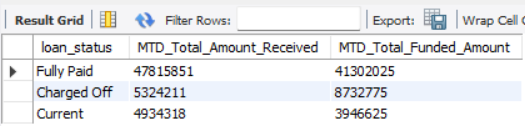 Result Grid Filter Rows: Export: Wrap Cell C
loan_status MTD_Total_Amount_Received MTD_Total_Funded_Amount
Fully Paid 47815851 41302025
Charged Off 5324211 8732775
Current 4934318 3946625